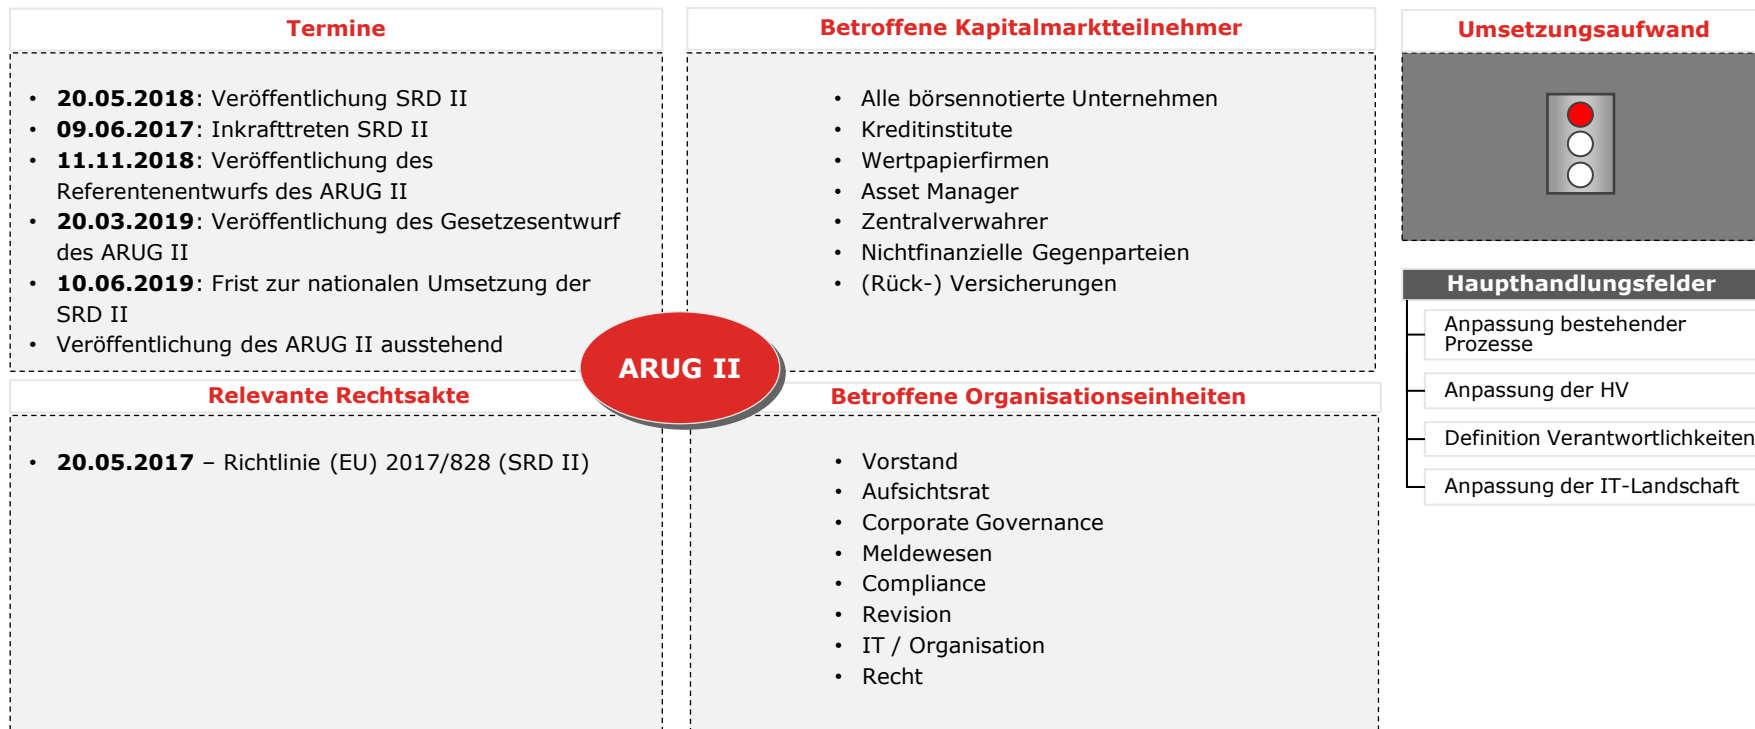 Termine
• 20.05.2018: Veröffentlichung SRD II
• 09.06.2017: Inkrafttreten SRD II
• 11.11.2018: Veröffentlichung des
Referentenentwurfs des ARUG II
• 20.03.2019: Veröffentlichung des Gesetzesentwurf
des ARUG II
• 10.06.2019: Frist zur nationalen Umsetzung der
SRD II
• Veröffentlichung des ARUG II ausstehend
Betroffene Kapitalmarktteilnehmer
• Alle börsennotierte Unternehmen
• Kreditinstitute
• Wertpapierfirmen
• Asset Manager
• Zentralverwahrer
• Nichtfinanzielle Gegenparteien
• (Rück-) Versicherungen
ARUG II
Relevante Rechtsakte
• 20.05.2017 – Richtlinie (EU) 2017/828 (SRD II)
Betroffene Organisationseinheiten
• Vorstand
• Aufsichtsrat
• Corporate Governance
• Meldewesen
• Compliance
• Revision
• IT / Organisation
• Recht
Umsetzungsaufwand
Haupthandlungsfelder
Anpassung bestehender
Prozesse
Anpassung der HV
Definition Verantwortlichkeiten
Anpassung der IT-Landschaft